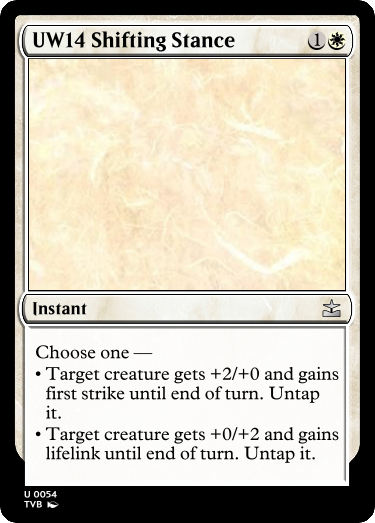 UW14 Shifting Stance 1
Instant
Choose one —
• Target creature gets +2/+0 and gains
first strike until end of turn. Untap
it.
• Target creature gets +0/+2 and gains
lifelink until end of turn. Untap it.
U 0054
TVB